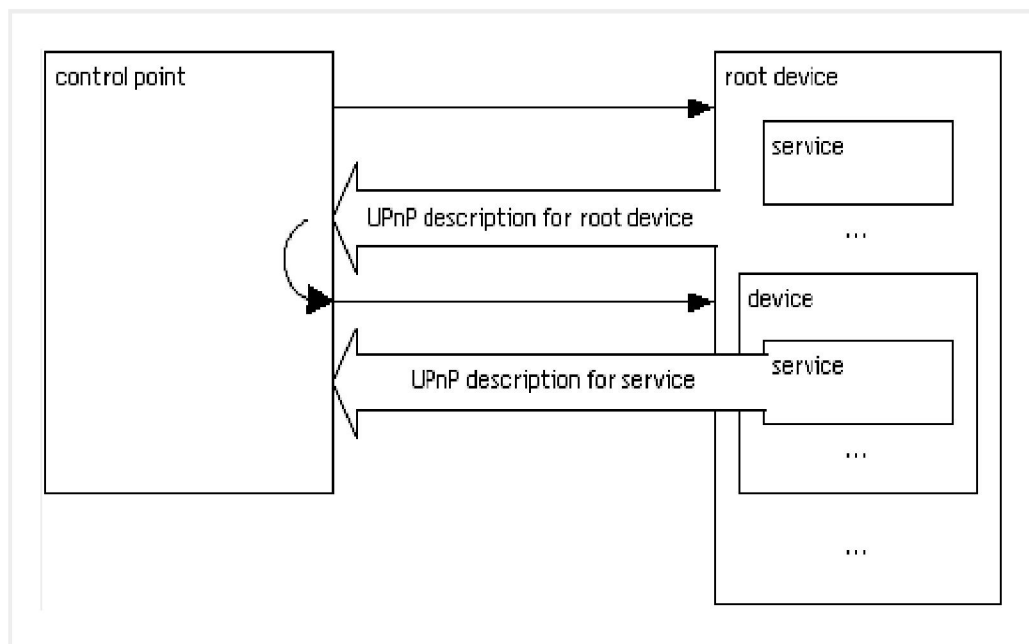 control point
root device
service
UPnP description for root device
...
device
service
UPnP description for service
...
...